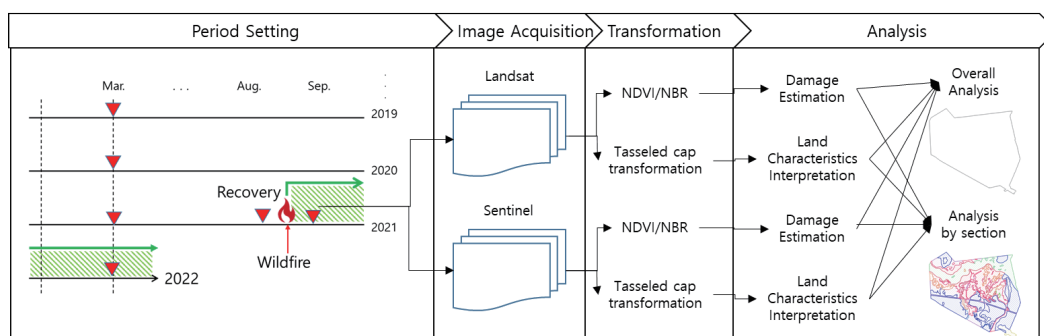 Period Setting
Image Acquisition
Transformation
Analysis
Mar.
. . .
Aug.
Sep.
. . .
2019
2020
Recovery
2021
Wildfire
2022
Landsat
Sentinel
NDVI/NBR
Tasseled cap
transformation
NDVI/NBR
Tasseled cap
transformation
Damage
Estimation
Land
Characteristics
Interpretation
Damage
Estimation
Land
Characteristics
Interpretation
Overall
Analysis
Analysis
by section